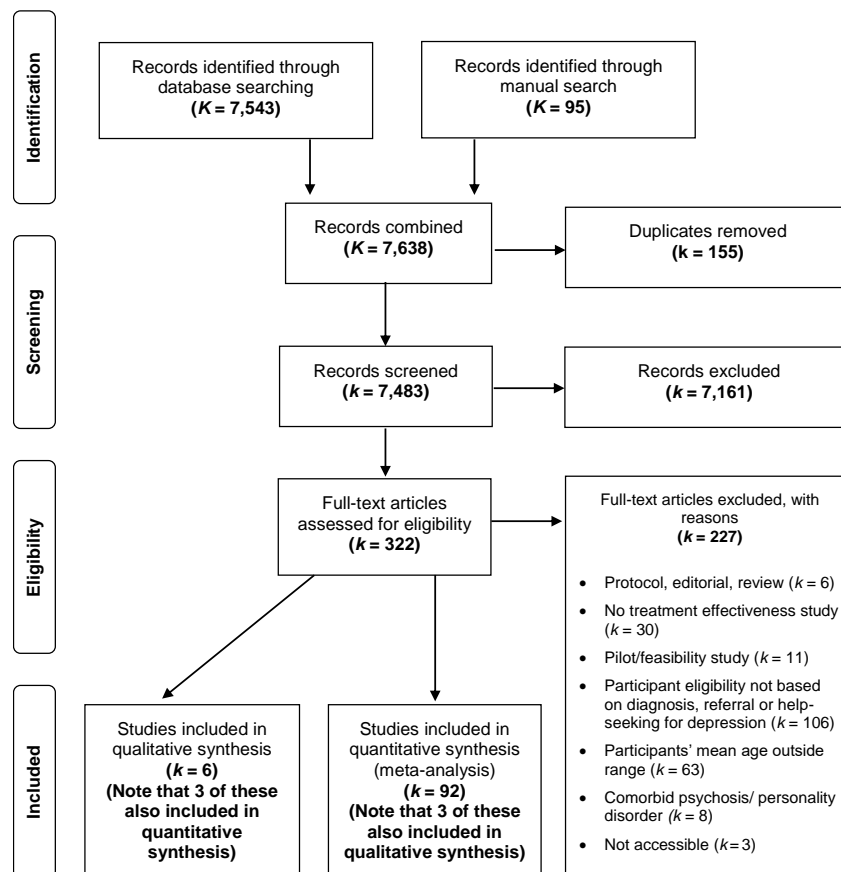 Identification
Records identified through
database searching
(K = 7,543)
Records identified through
manual search
(K = 95)
Records combined
(K = 7,638)
Duplicates removed
(k = 155)
Screening
Records screened
(k = 7,483)
Records excluded
(k = 7,161)
Eligibility
Full-text articles
assessed for eligibility
(k = 322)
Full-text articles excluded, with
reasons
(k = 227)
• Protocol, editorial, review (k = 6)
• No treatment effectiveness study
(k = 30)
• Pilot/feasibility study (k = 11)
• Participant eligibility not based
on diagnosis, referral or help-
seeking for depression (k = 106)
• Participants’ mean age outside
range (k = 63)
• Comorbid psychosis/ personality
disorder (k = 8)
• Not accessible (k = 3)
Included
Studies included in
qualitative synthesis
(k = 6)
(Note that 3 of these
also included in
quantitative
synthesis)
Studies included in
quantitative synthesis
(meta-analysis)
(k = 92)
(Note that 3 of these
also included in
qualitative synthesis)